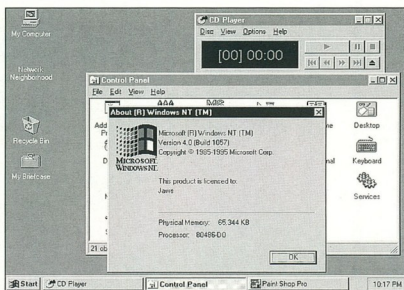 My Computer
Network
Neighborhood
Recycle Bin
My Briefcase
CD Player
Disc View Options Help
[00] 00:00
Control Panel
File Edit View Help
Desktop
Keyboard
Services
About (R) Windows NT (TM)
MICROSOFT
WINDOWS NT.
Microsoft (R) Windows NT (TM)
Version 4.0 (Build 1057)
Copyright © 1985-1995 Microsoft Corp.
This product is licensed to:
Physical Memory: 65,344 KB
Processor: 80486-D0
OK
21 ob
Start
CD Player
Control Panel
Paint Shop Pro
10:17 PM